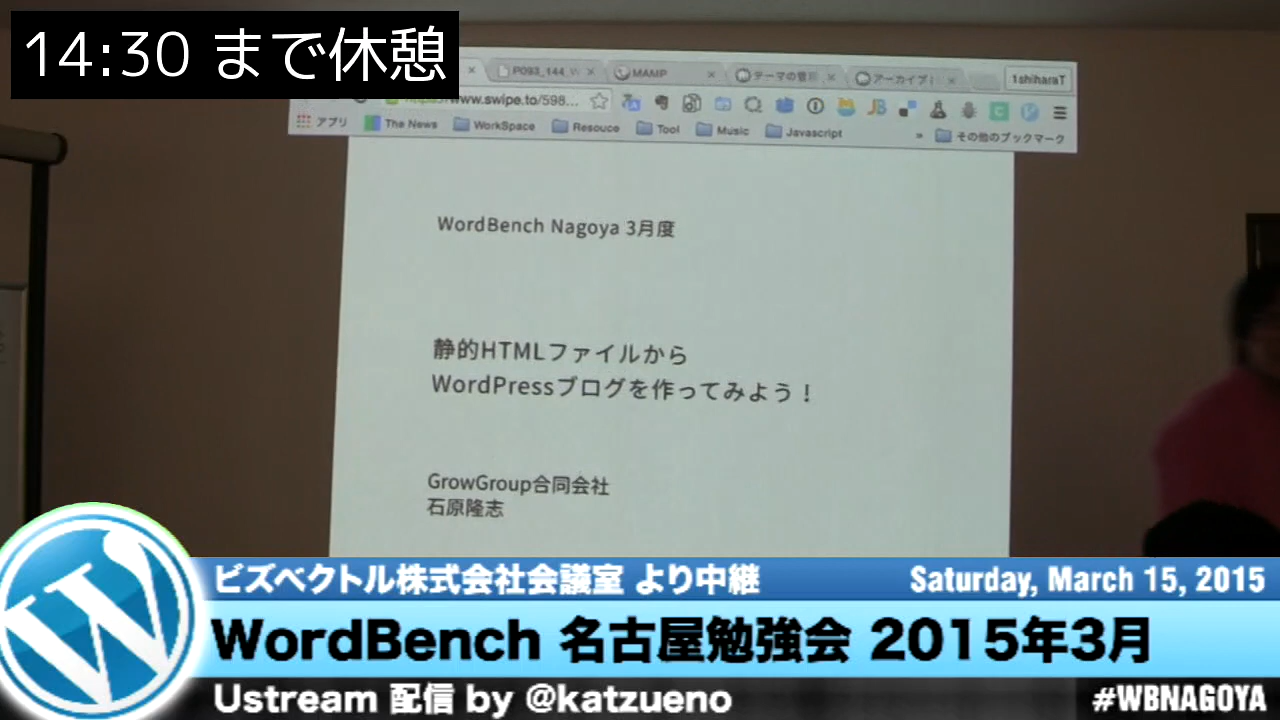 14:30 まで休憩
P093_144_
MAMP
テーマの管理
アーカイブ
1shiharaT
https://www.swipe.to/598...
アプリ
The News
WorkSpace
Resouce
Tool
Music
Javascript
»
その他のブックマーク
WordBench Nagoya 3月度
静的HTMLファイルから
WordPressブログを作ってみよう！
GrowGroup合同会社
石原隆志
ビズベクトル株式会社会議室 より中継
Saturday, March 15, 2015
WordBench 名古屋勉強会 2015年3月
Ustream 配信 by @katzueno
#WBNAGOYA